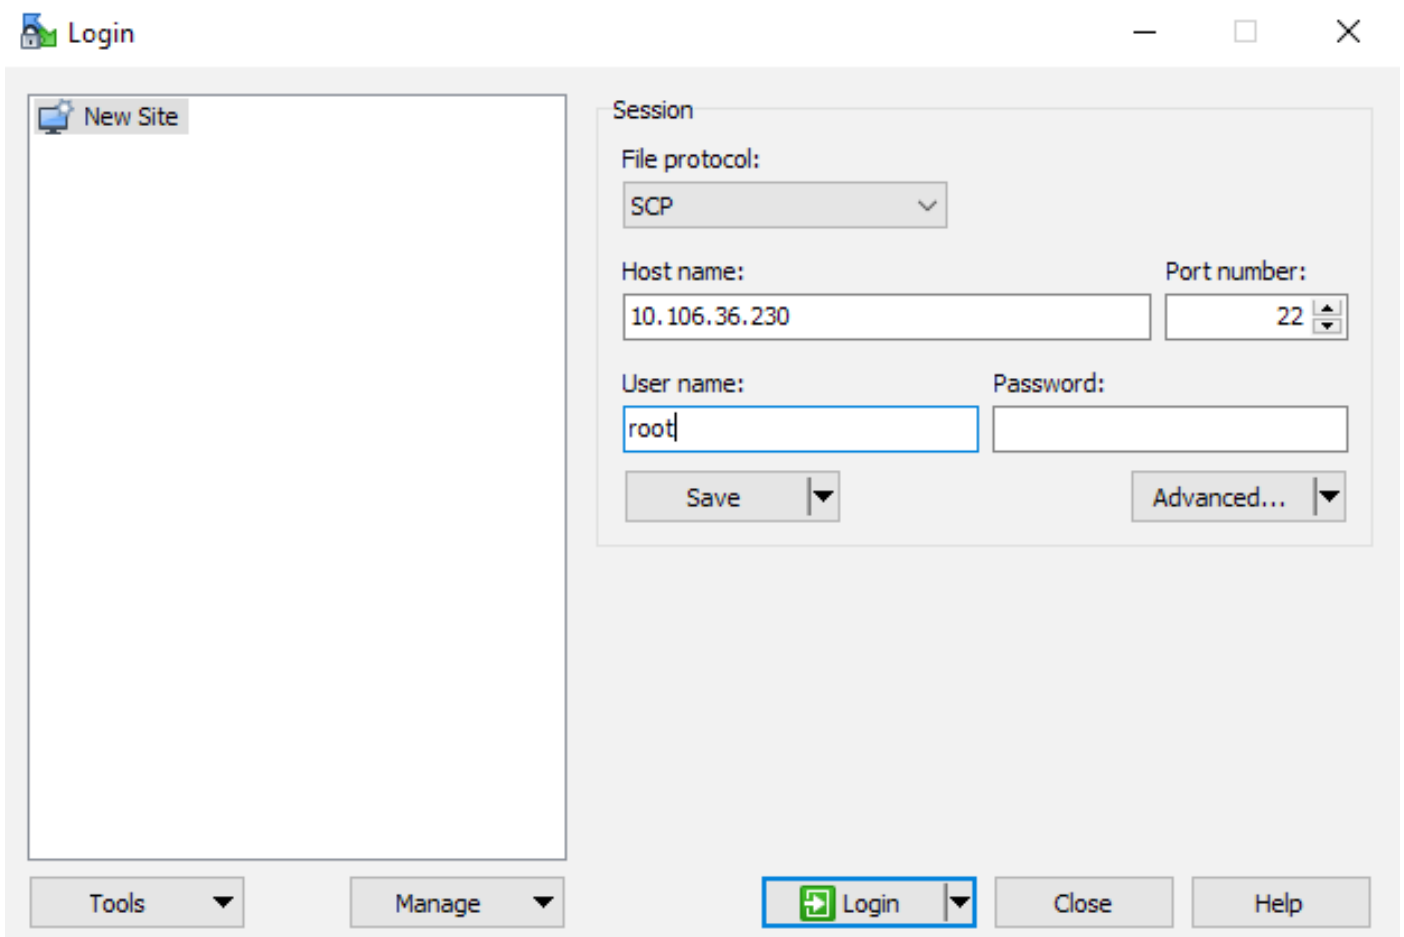 Login
New Site
Session
File protocol:
SCP
Host name: Port number:
10.106.36.230 22
User name: Password:
root
Save Advanced...
Tools Manage Login Close Help